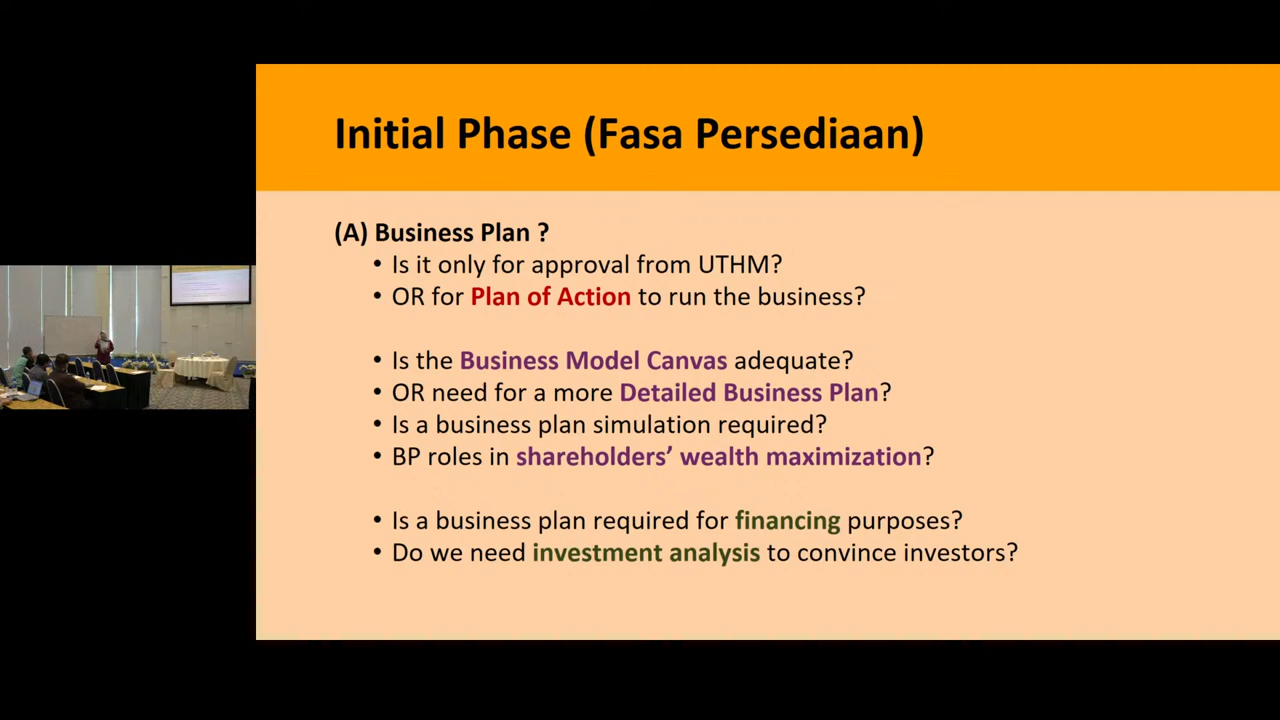 Initial Phase (Fasa Persediaan)
(A) Business Plan ?
• Is it only for approval from UTHM?
• OR for Plan of Action to run the business?
• Is the Business Model Canvas adequate?
• OR need for a more Detailed Business Plan?
• Is a business plan simulation required?
• BP roles in shareholders’ wealth maximization?
• Is a business plan required for financing purposes?
• Do we need investment analysis to convince investors?